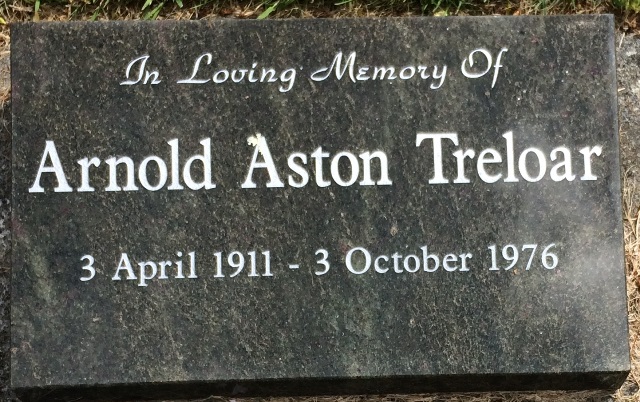 In Loving Memory Of
Arnold Aston Treloar
3 April 1911 - 3 October 1976